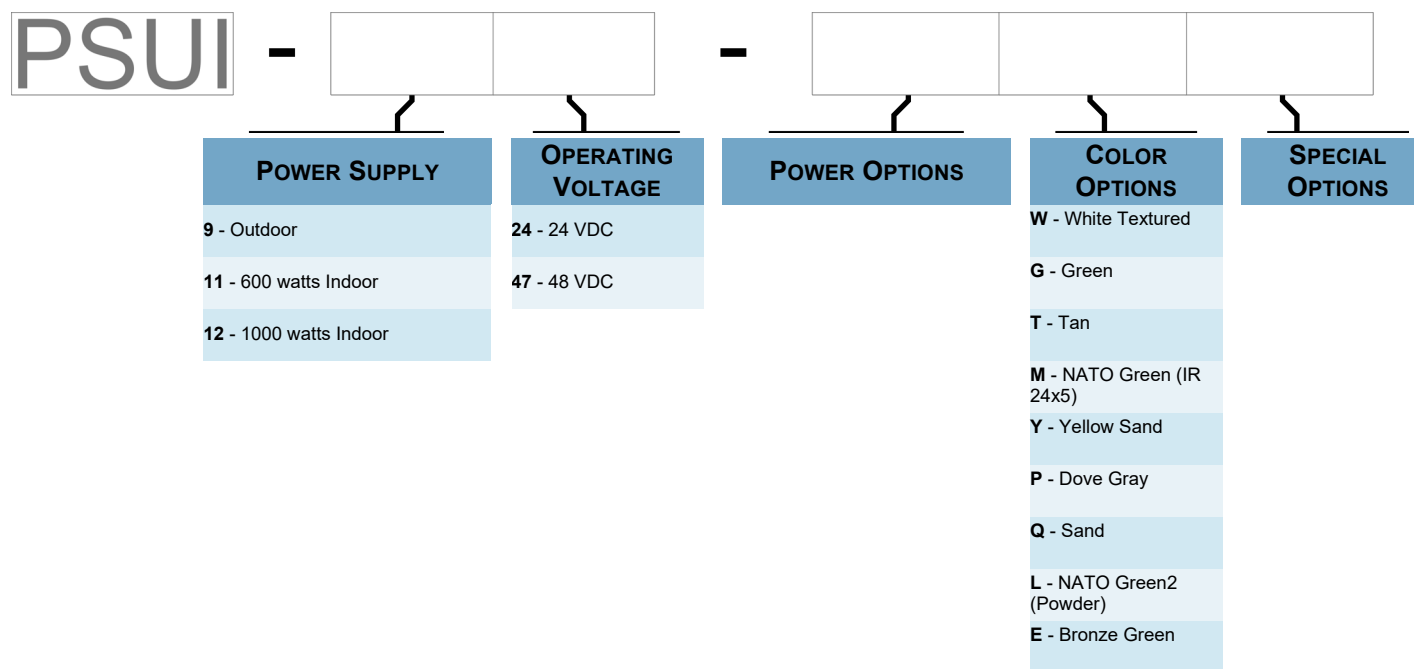 PSUI - -
POWER SUPPLY
9 - Outdoor
11 - 600 watts Indoor
12 - 1000 watts Indoor
OPERATING
VOLTAGE
24 - 24 VDC
47 - 48 VDC
POWER OPTIONS
COLOR
OPTIONS
W - White Textured
G - Green
T - Tan
M - NATO Green (IR
24x5)
Y - Yellow Sand
P - Dove Gray
Q - Sand
L - NATO Green2
(Powder)
E - Bronze Green
SPECIAL
OPTIONS